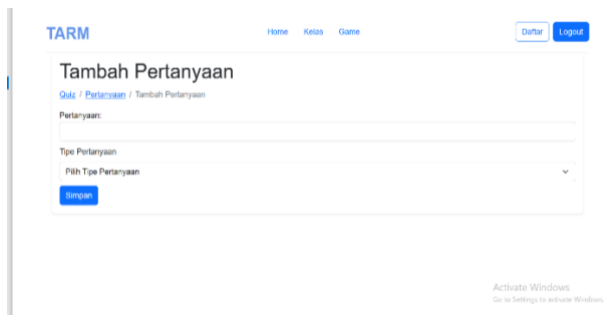 TARM Home Kelas Game Daftar Logout
Tambah Pertanyaan
Quiz / Pertanyaan / Tambah Pertanyaan
Pertanyaan:
Tipe Pertanyaan
Pilih Tipe Pertanyaan
Simpan
Activate Windows
Go to Settings to activate Windows.